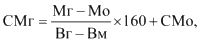 СМг = (Мг - Мо) / (Вг - Вм) ×160 + СМо,